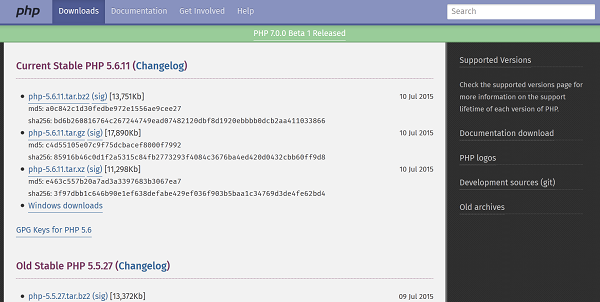 php
Downloads Documentation Get Involved Help
Search
PHP 7.0.0 Beta 1 Released
Current Stable PHP 5.6.11 (Changelog)
php-5.6.11.tar.bz2 (sig) [13,751Kb] 10 Jul 2015
md5: a0c842c1d30fedbe972e1556ae9cee27
sha256: bd6b260816764c267244749ead07482120dbf8d1920ebbbb0dcb2aa411033866
php-5.6.11.tar.gz (sig) [17,890Kb] 10 Jul 2015
md5: c4d55105e07c9f75dcbacef8000f7992
sha256: 85916b46c0d1f2a5315c84fb2773293f4084c3676ba4ed420d0432cbb60ff9d8
php-5.6.11.tar.xz (sig) [11,298Kb] 10 Jul 2015
md5: e463c557b20a7ad3a3397683b3067ea7
sha256: 3f97dbb1c646b90e1ef638defabe429ef036f903b5baa1c34769d3de4fe62bd4
Windows downloads
GPG Keys for PHP 5.6
Old Stable PHP 5.5.27 (Changelog)
php-5.5.27.tar.bz2 (sig) [13,372Kb] 09 Jul 2015
Supported Versions
Check the supported versions page for
more information on the support
lifetime of each version of PHP.
Documentation download
PHP logos
Development sources (git)
Old archives